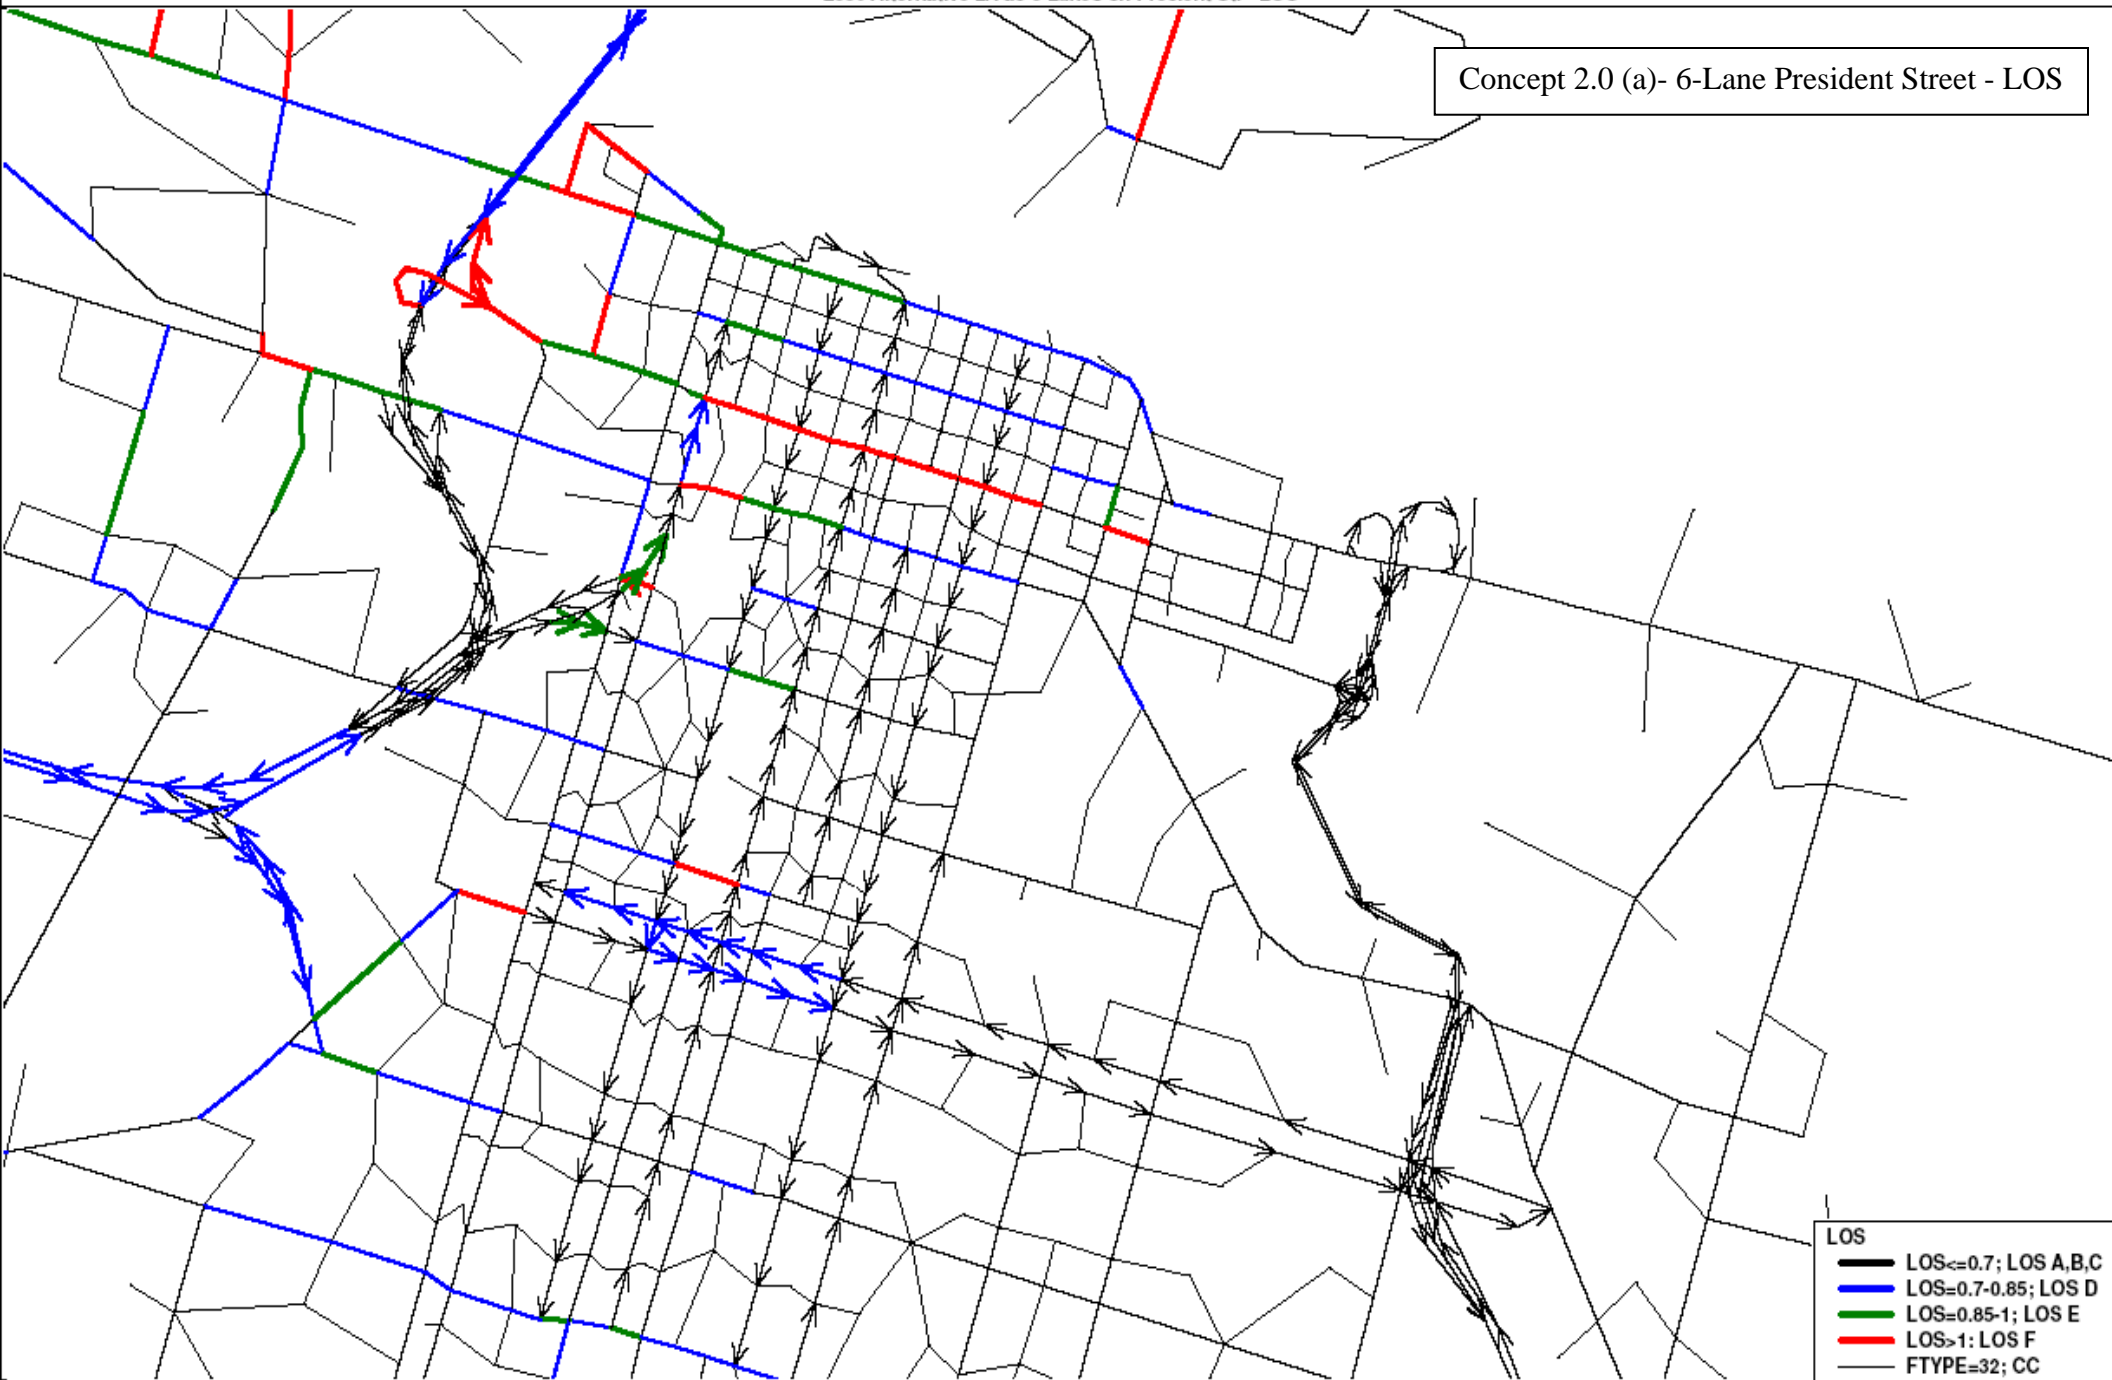 Concept 2.0 (a)- 6-Lane President Street - LOS
LOS
LOS<=0.7; LOS A,B,C
LOS=0.7-0.85; LOS D
LOS=0.85-1; LOS E
LOS>1: LOS F
FTYPE=32; CC